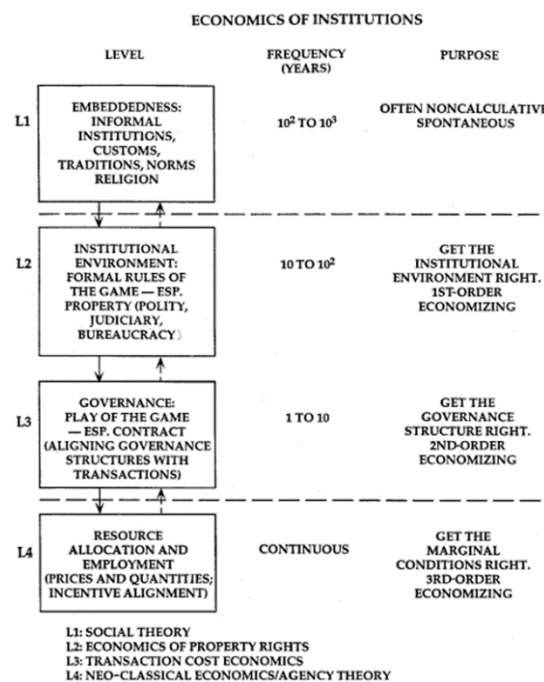 ECONOMICS OF INSTITUTIONS
LEVEL
FREQUENCY
(YEARS)
PURPOSE
L1
EMBEDDEDNESS:
INFORMAL
INSTITUTIONS,
CUSTOMS,
TRADITIONS, NORMS
RELIGION
10² TO 10³
OFTEN NONCALCULATIVE
SPONTANEOUS
L2
INSTITUTIONAL
ENVIRONMENT:
FORMAL RULES OF
THE GAME — ESP.
PROPERTY (POLITY,
JUDICIARY,
BUREAUCRACY)
10 TO 10²
GET THE
INSTITUTIONAL
ENVIRONMENT RIGHT.
1ST-ORDER
ECONOMIZING
L3
GOVERNANCE:
PLAY OF THE GAME
— ESP. CONTRACT
(ALIGNING GOVERNANCE
STRUCTURES WITH
TRANSACTIONS)
1 TO 10
GET THE
GOVERNANCE
STRUCTURE RIGHT.
2ND-ORDER
ECONOMIZING
L4
RESOURCE
ALLOCATION AND
EMPLOYMENT
(PRICES AND QUANTITIES;
INCENTIVE ALIGNMENT)
CONTINUOUS
GET THE
MARGINAL
CONDITIONS RIGHT.
3RD-ORDER
ECONOMIZING
L1: SOCIAL THEORY
L2: ECONOMICS OF PROPERTY RIGHTS
L3: TRANSACTION COST ECONOMICS
L4: NEO-CLASSICAL ECONOMICS/AGENCY THEORY